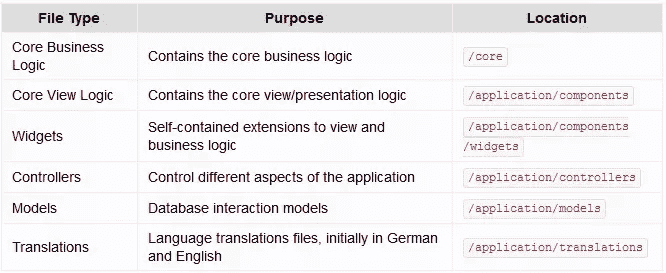 File Type Purpose Location
Core Business
Logic Contains the core business logic /core
Core View Logic Contains the core view/presentation logic /application/components
Widgets Self-contained extensions to view and
business logic /application/components
/widgets
Controllers Control different aspects of the application /application/controllers
Models Database interaction models /application/models
Translations Language translations files, initially in German
and English /application/translations